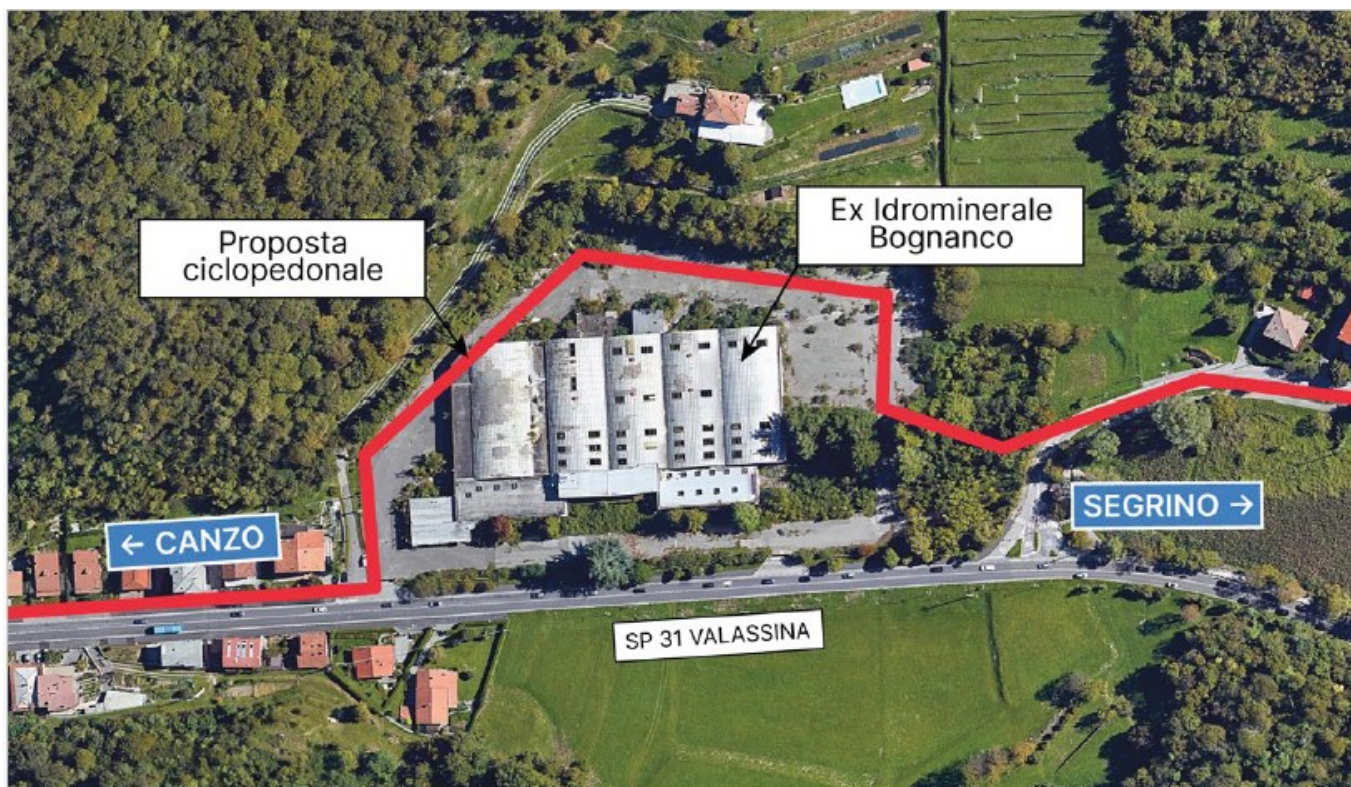 Proposta
ciclopedonale
Ex Idrominerale
Bognanco
← CANZO
SEGRINO →
SP 31 VALASSINA